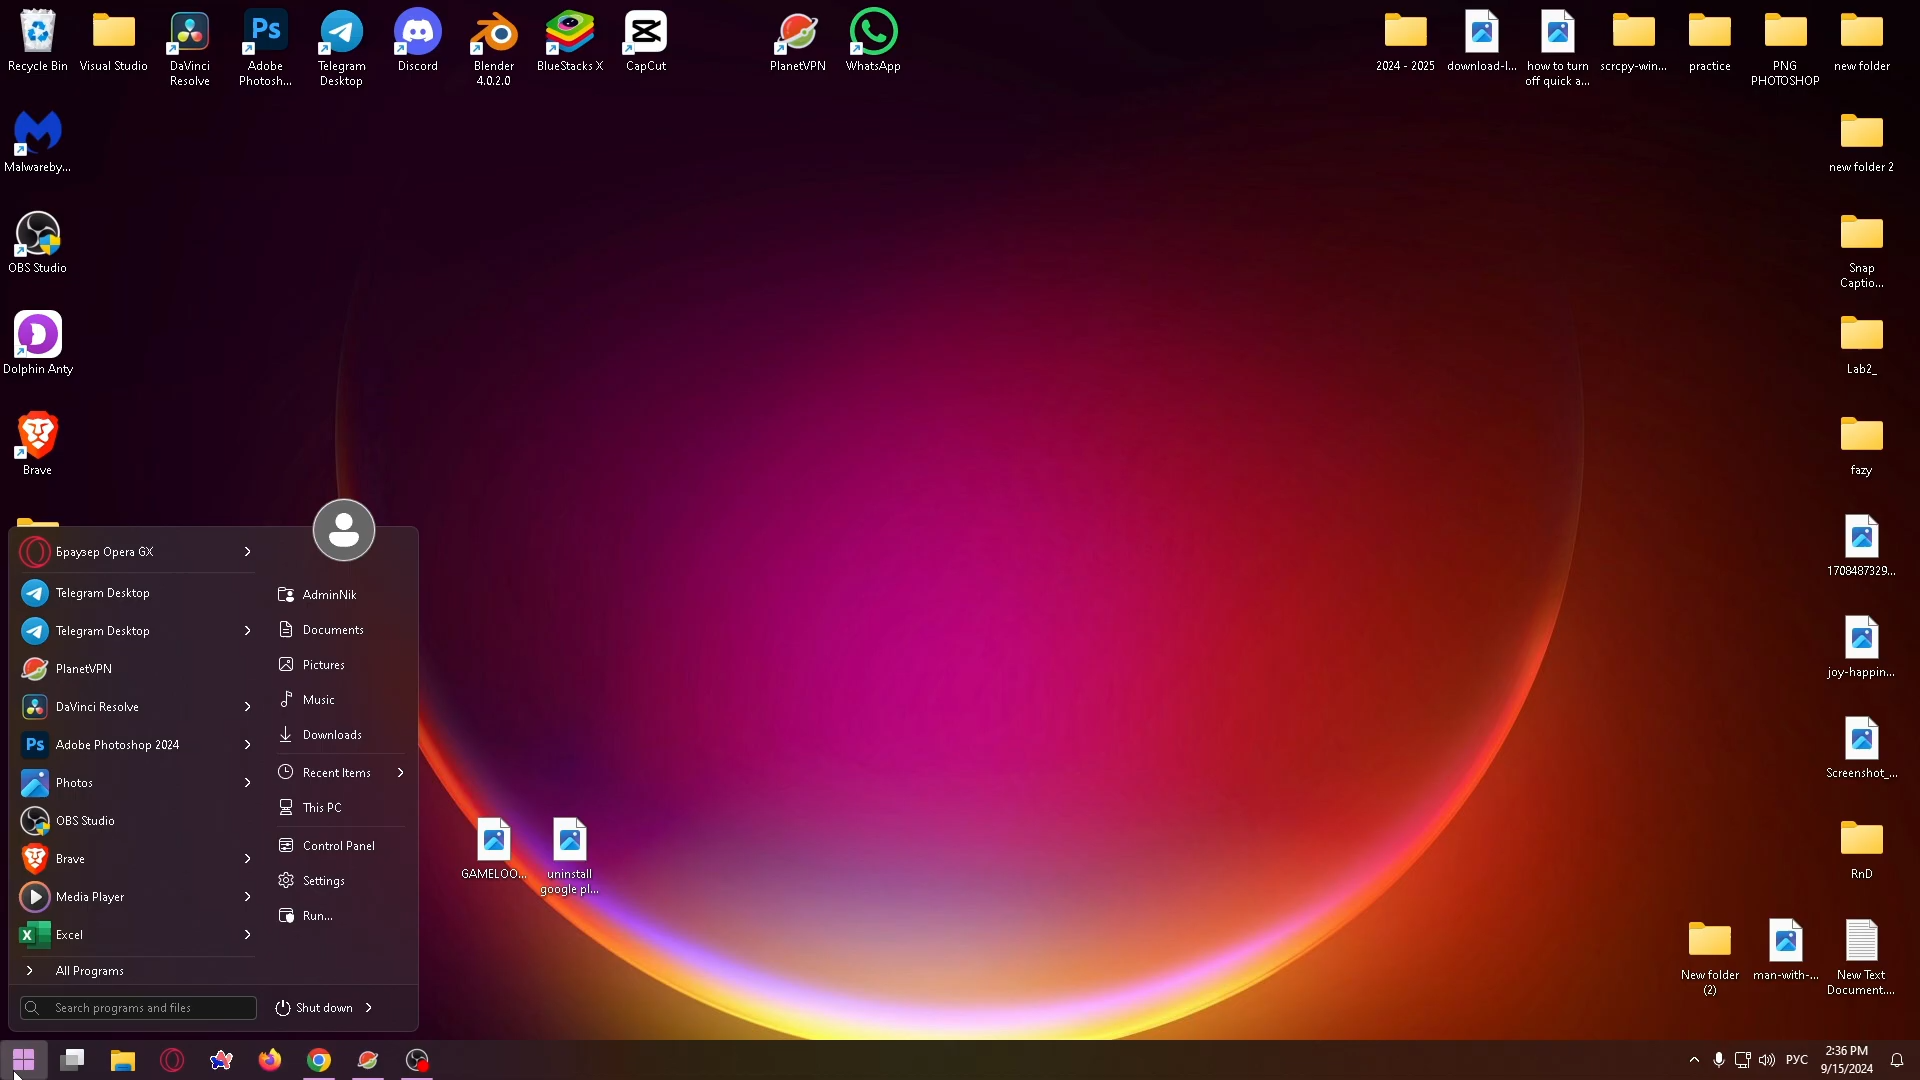 Recycle Bin
Visual Studio
DaVinci
Resolve
Adobe
Photosh...
Telegram
Desktop
Discord
Blender
4.0.2.0
BlueStacks X
CapCut
PlanetVPN
WhatsApp
2024 - 2025
download-l...
how to turn
off quick a...
scrcpy-win...
practice
PNG
PHOTOSHOP
new folder
Malwareby...
new folder 2
OBS Studio
Snap
Captio...
Dolphin Anty
Lab2_
Brave
fazy
1708487329...
joy-happin...
Screenshot_...
GAMELOO...
uninstall
google pl...
RnD
New folder
(2)
man-with-...
New Text
Document....
Браузер Opera GX
Telegram Desktop
Telegram Desktop
PlanetVPN
DaVinci Resolve
Adobe Photoshop 2024
Photos
OBS Studio
Brave
Media Player
Excel
All Programs
Search programs and files
AdminNik
Documents
Pictures
Music
Downloads
Recent Items
This PC
Control Panel
Settings
Run...
Shut down
РУС
2:36 PM
9/15/2024